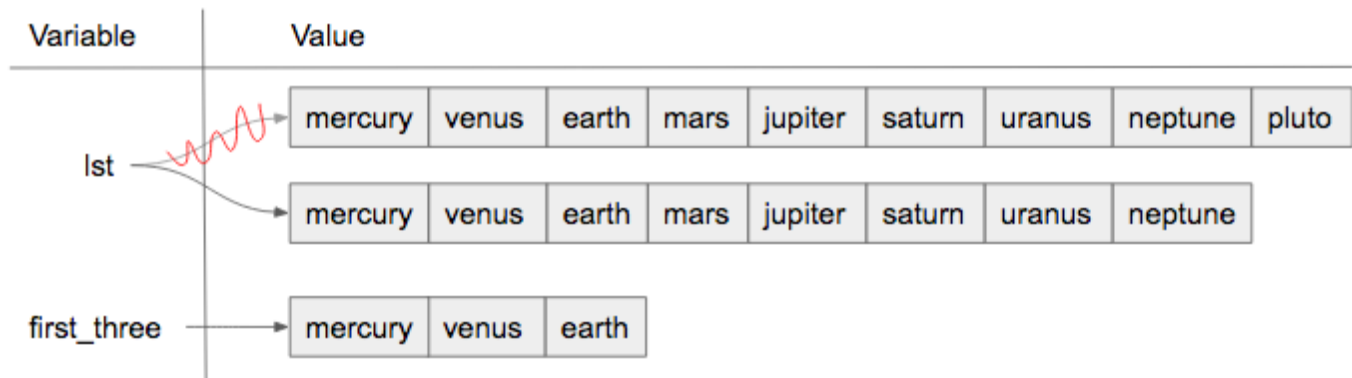 Variable Value
mercury venus earth mars jupiter saturn uranus neptune pluto
lst
mercury venus earth mars jupiter saturn uranus neptune
first_three mercury venus earth